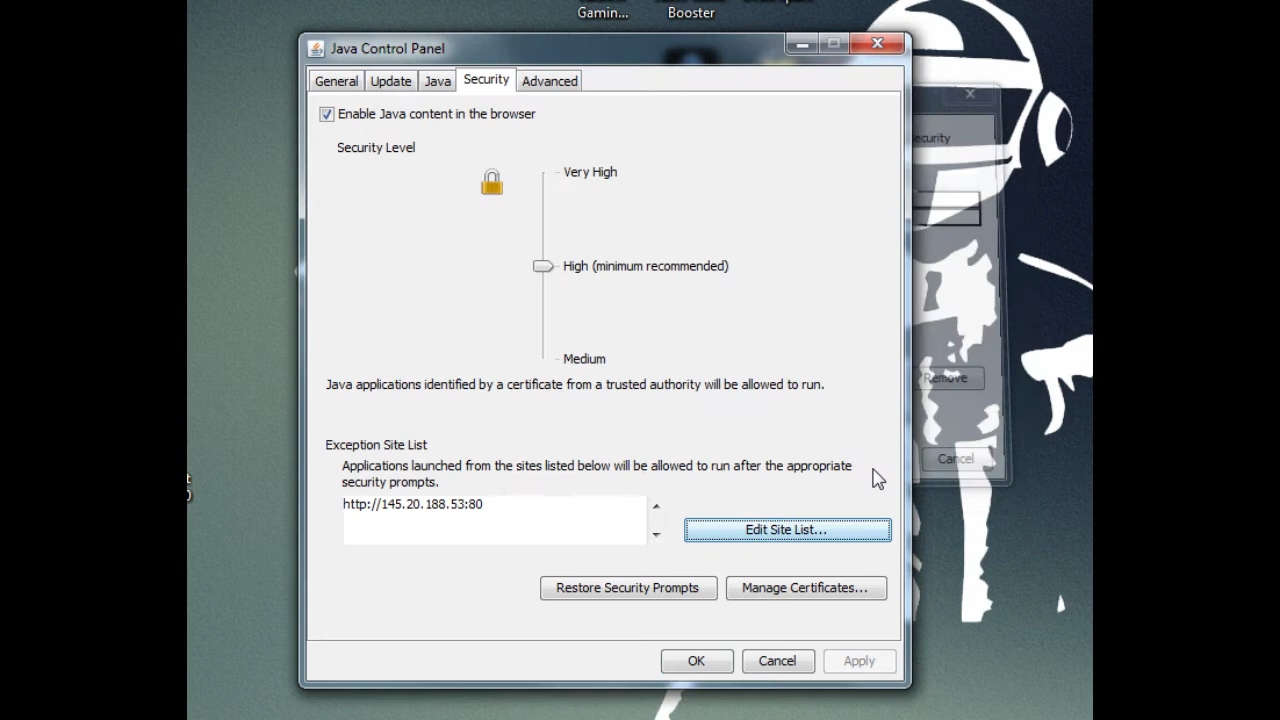 Gamin...
Booster
Java Control Panel
General
Update
Java
Security
Advanced
Enable Java content in the browser
Security Level
Very High
High (minimum recommended)
Medium
Java applications identified by a certificate from a trusted authority will be allowed to run.
Exception Site List
Applications launched from the sites listed below will be allowed to run after the appropriate
security prompts.
http://145.20.188.53:80
Edit Site List...
Restore Security Prompts
Manage Certificates...
OK
Cancel
Apply
ecurity
Remove
Cancel